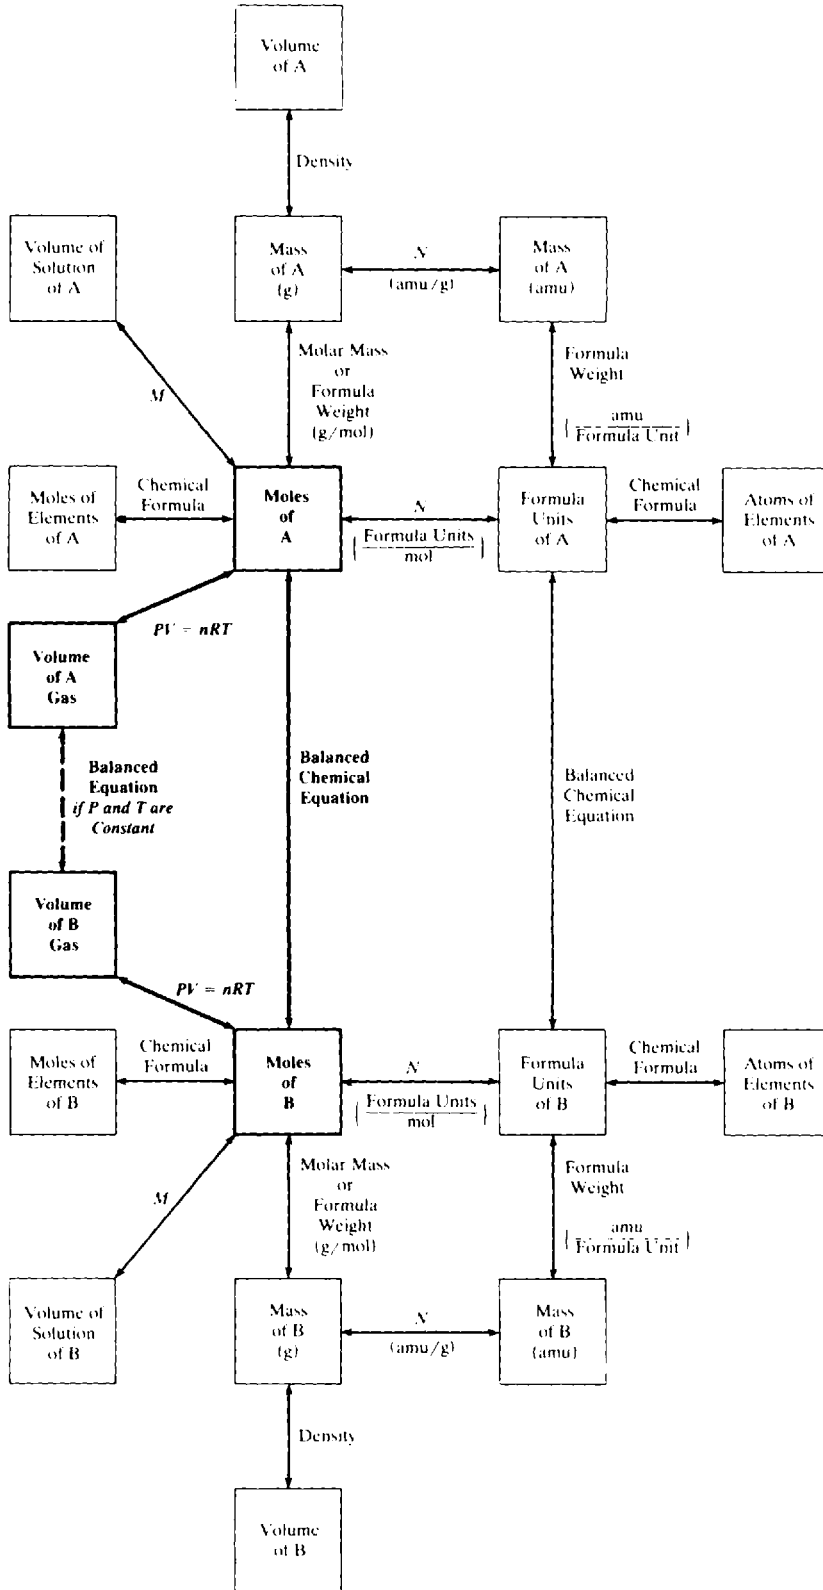 Volume
of A
Density
Volume of
Solution
of A
Mass
of A
(g)
N
(amu/g)
Mass
of A
(amu)
M
Molar Mass
or
Formula
Weight
(g/mol)
Formula
Weight
(amu
Formula Unit)
Moles of
Elements
of A
Chemical
Formula
Moles
of
A
N
(Formula Units
mol)
Formula
Units
of A
Chemical
Formula
Atoms of
Elements
of A
PV = nRT
Volume
of A
Gas
Balanced
Equation
if P and T are
Constant
Balanced
Chemical
Equation
Balanced
Chemical
Equation
Volume
of B
Gas
PV = nRT
Moles of
Elements
of B
Chemical
Formula
Moles
of
B
N
(Formula Units
mol)
Formula
Units
of B
Chemical
Formula
Atoms of
Elements
of B
M
Molar Mass
or
Formula
Weight
(g/mol)
Formula
Weight
(amu
Formula Unit)
Volume of
Solution
of B
Mass
of B
(g)
N
(amu/g)
Mass
of B
(amu)
Density
Volume
of B